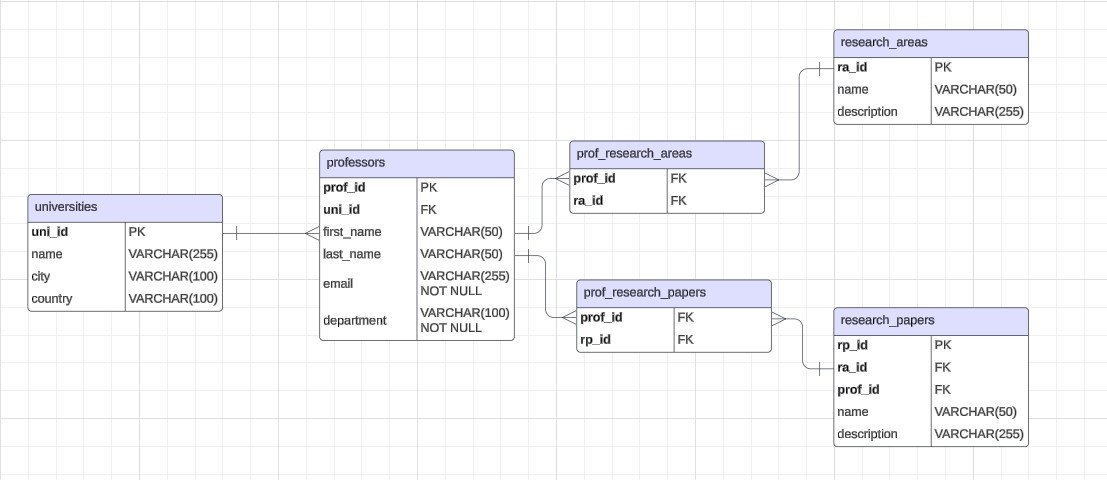 universities
uni_id PK
name VARCHAR(255)
city VARCHAR(100)
country VARCHAR(100)
professors
prof_id PK
uni_id FK
first_name VARCHAR(50)
last_name VARCHAR(50)
email VARCHAR(255)
NOT NULL
department VARCHAR(100)
NOT NULL
prof_research_areas
prof_id FK
ra_id FK
prof_research_papers
prof_id FK
rp_id FK
research_areas
ra_id PK
name VARCHAR(50)
description VARCHAR(255)
research_papers
rp_id PK
ra_id FK
prof_id FK
name VARCHAR(50)
description VARCHAR(255)